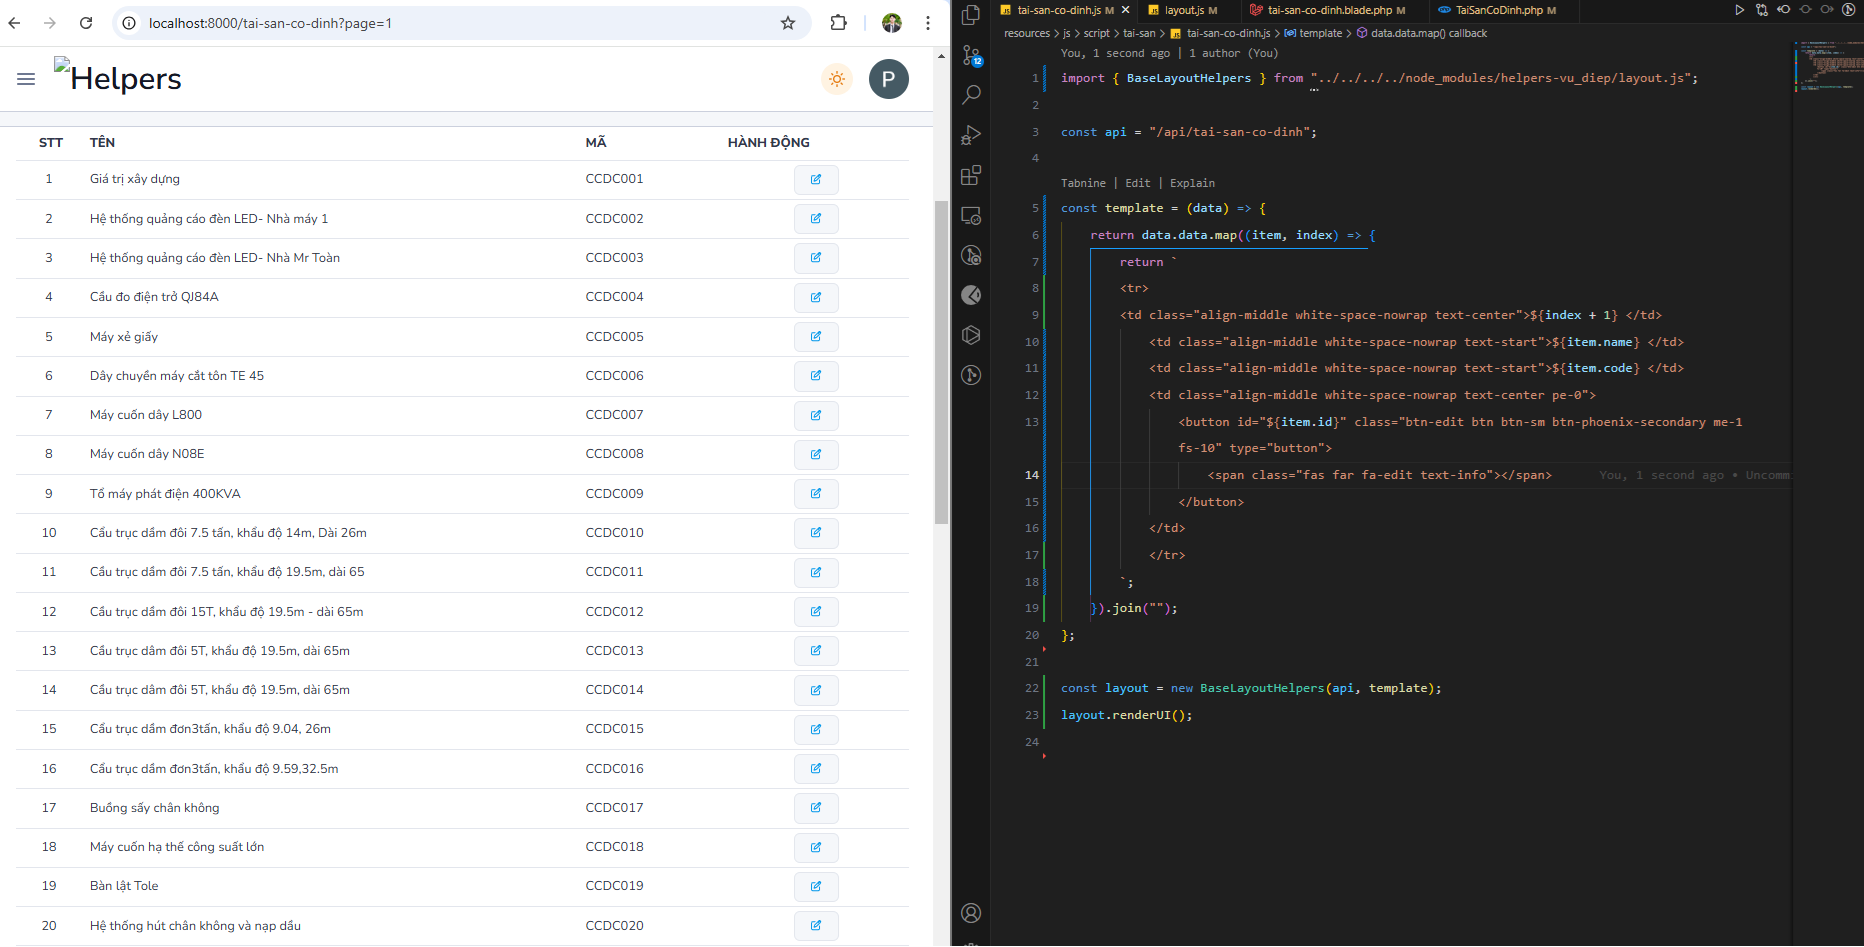 localhost:8000/tai-san-co-dinh?page=1
Helpers
P
STT TÊN MÃ HÀNH ĐỘNG
1 Giá trị xây dựng CCDC001
2 Hệ thống quảng cáo đèn LED- Nhà máy 1 CCDC002
3 Hệ thống quảng cáo đèn LED- Nhà Mr Toàn CCDC003
4 Cầu đo điện trở QJ84A CCDC004
5 Máy xẻ giấy CCDC005
6 Dây chuyền máy cắt tôn TE 45 CCDC006
7 Máy cuốn dây L800 CCDC007
8 Máy cuốn dây N08E CCDC008
9 Tổ máy phát điện 400KVA CCDC009
10 Cẩu trục dầm đôi 7.5 tấn, khẩu độ 14m, Dài 26m CCDC010
11 Cẩu trục dầm đôi 7.5 tấn, khẩu độ 19.5m, dài 65 CCDC011
12 Cẩu trục dầm đôi 15T, khẩu độ 19.5m - dài 65m CCDC012
13 Cẩu trục dâm đôi 5T, khẩu độ 19.5m, dài 65m CCDC013
14 Cẩu trục dâm đôi 5T, khẩu độ 19.5m, dài 65m CCDC014
15 Cẩu trục dầm đơn3tấn, khẩu độ 9.04, 26m CCDC015
16 Cẩu trục dầm đơn3tấn, khẩu độ 9.59,32.5m CCDC016
17 Buồng sấy chân không CCDC017
18 Máy cuốn hạ thế công suất lớn CCDC018
19 Bàn lật Tole CCDC019
20 Hệ thống hút chân không và nạp dầu CCDC020
12
JS tai-san-co-dinh.js M JS layout.js M tai-san-co-dinh.blade.php M php TaiSanCoDinh.php M
resources > js > script > tai-san > JS tai-san-co-dinh.js > template > data.data.map() callback
You, 1 second ago | 1 author (You)
1 import { BaseLayoutHelpers } from "../../../../node_modules/helpers-vu_diep/layout.js";
2
3 const api = "/api/tai-san-co-dinh";
4
Tabnine | Edit | Explain
5 const template = (data) => {
6 return data.data.map((item, index) => {
7 return `
8 <tr>
9 <td class="align-middle white-space-nowrap text-center">${index + 1} </td>
10 <td class="align-middle white-space-nowrap text-start">${item.name} </td>
11 <td class="align-middle white-space-nowrap text-start">${item.code} </td>
12 <td class="align-middle white-space-nowrap text-center pe-0">
13 <button id="${item.id}" class="btn-edit btn btn-sm btn-phoenix-secondary me-1
fs-10" type="button">
14 <span class="fas far fa-edit text-info"></span> You, 1 second ago • Uncomm
15 </button>
16 </td>
17 </tr>
18 `;
19 }).join("");
20 };
21
22 const layout = new BaseLayoutHelpers(api, template);
23 layout.renderUI();
24